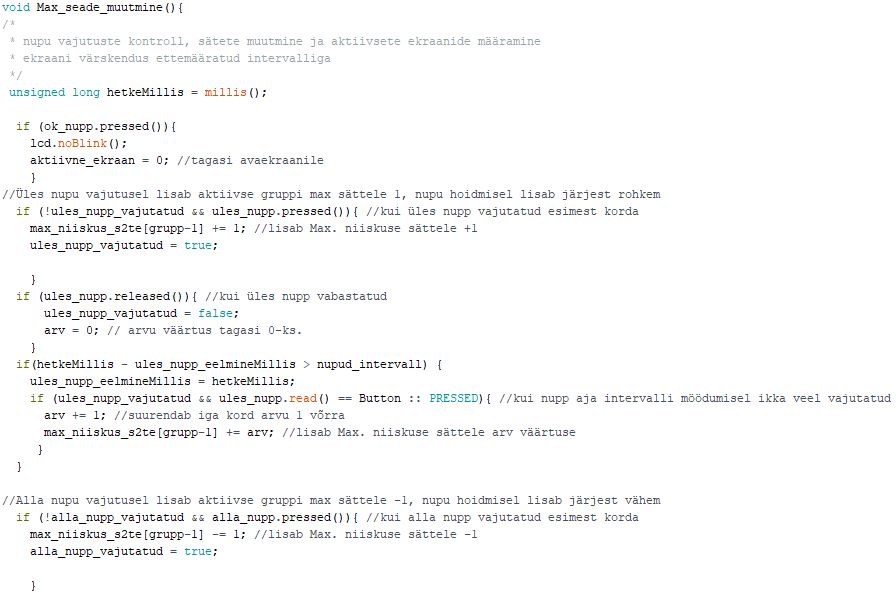 void Max_seade_muutmine(){
/*
 * nupu vajutuste kontroll, sätete muutmine ja aktiivsete ekraanide määramine
 * ekraani värskendus ettemääratud intervalliga
 */
 unsigned long hetkeMillis = millis();
  if (ok_nupp.pressed()){
    lcd.noBlink();
    aktiivne_ekraan = 0; //tagasi avaekraanile
    }
//Üles nupu vajutusel lisab aktiivse gruppi max sättele 1, nupu hoidmisel lisab järjest rohkem
  if (!ules_nupp_vajutatud && ules_nupp.pressed()){ //kui üles nupp vajutatud esimest korda
    max_niiskus_s2te[grupp-1] += 1; //lisab Max. niiskuse sättele +1
    ules_nupp_vajutatud = true;
    }
  if (ules_nupp.released()){ //kui üles nupp vabastatud
      ules_nupp_vajutatud = false;
      arv = 0; // arvu väärtus tagasi 0-ks.
    }
  if(hetkeMillis - ules_nupp_eelmineMillis > nupud_intervall) {
    ules_nupp_eelmineMillis = hetkeMillis;
    if (ules_nupp_vajutatud && ules_nupp.read() == Button :: PRESSED){ //kui nupp aja intervalli möödumisel ikka veel vajutatud
      arv += 1; //suurendab iga kord arvu 1 võrra
      max_niiskus_s2te[grupp-1] += arv; //lisab Max. niiskuse sättele arv väärtuse
     }
  }
//Alla nupu vajutusel lisab aktiivse gruppi max sättele -1, nupu hoidmisel lisab järjest vähem
  if (!alla_nupp_vajutatud && alla_nupp.pressed()){ //kui alla nupp vajutatud esimest korda
    max_niiskus_s2te[grupp-1] -= 1; //lisab Max. niiskuse sättele -1
    alla_nupp_vajutatud = true;
    }